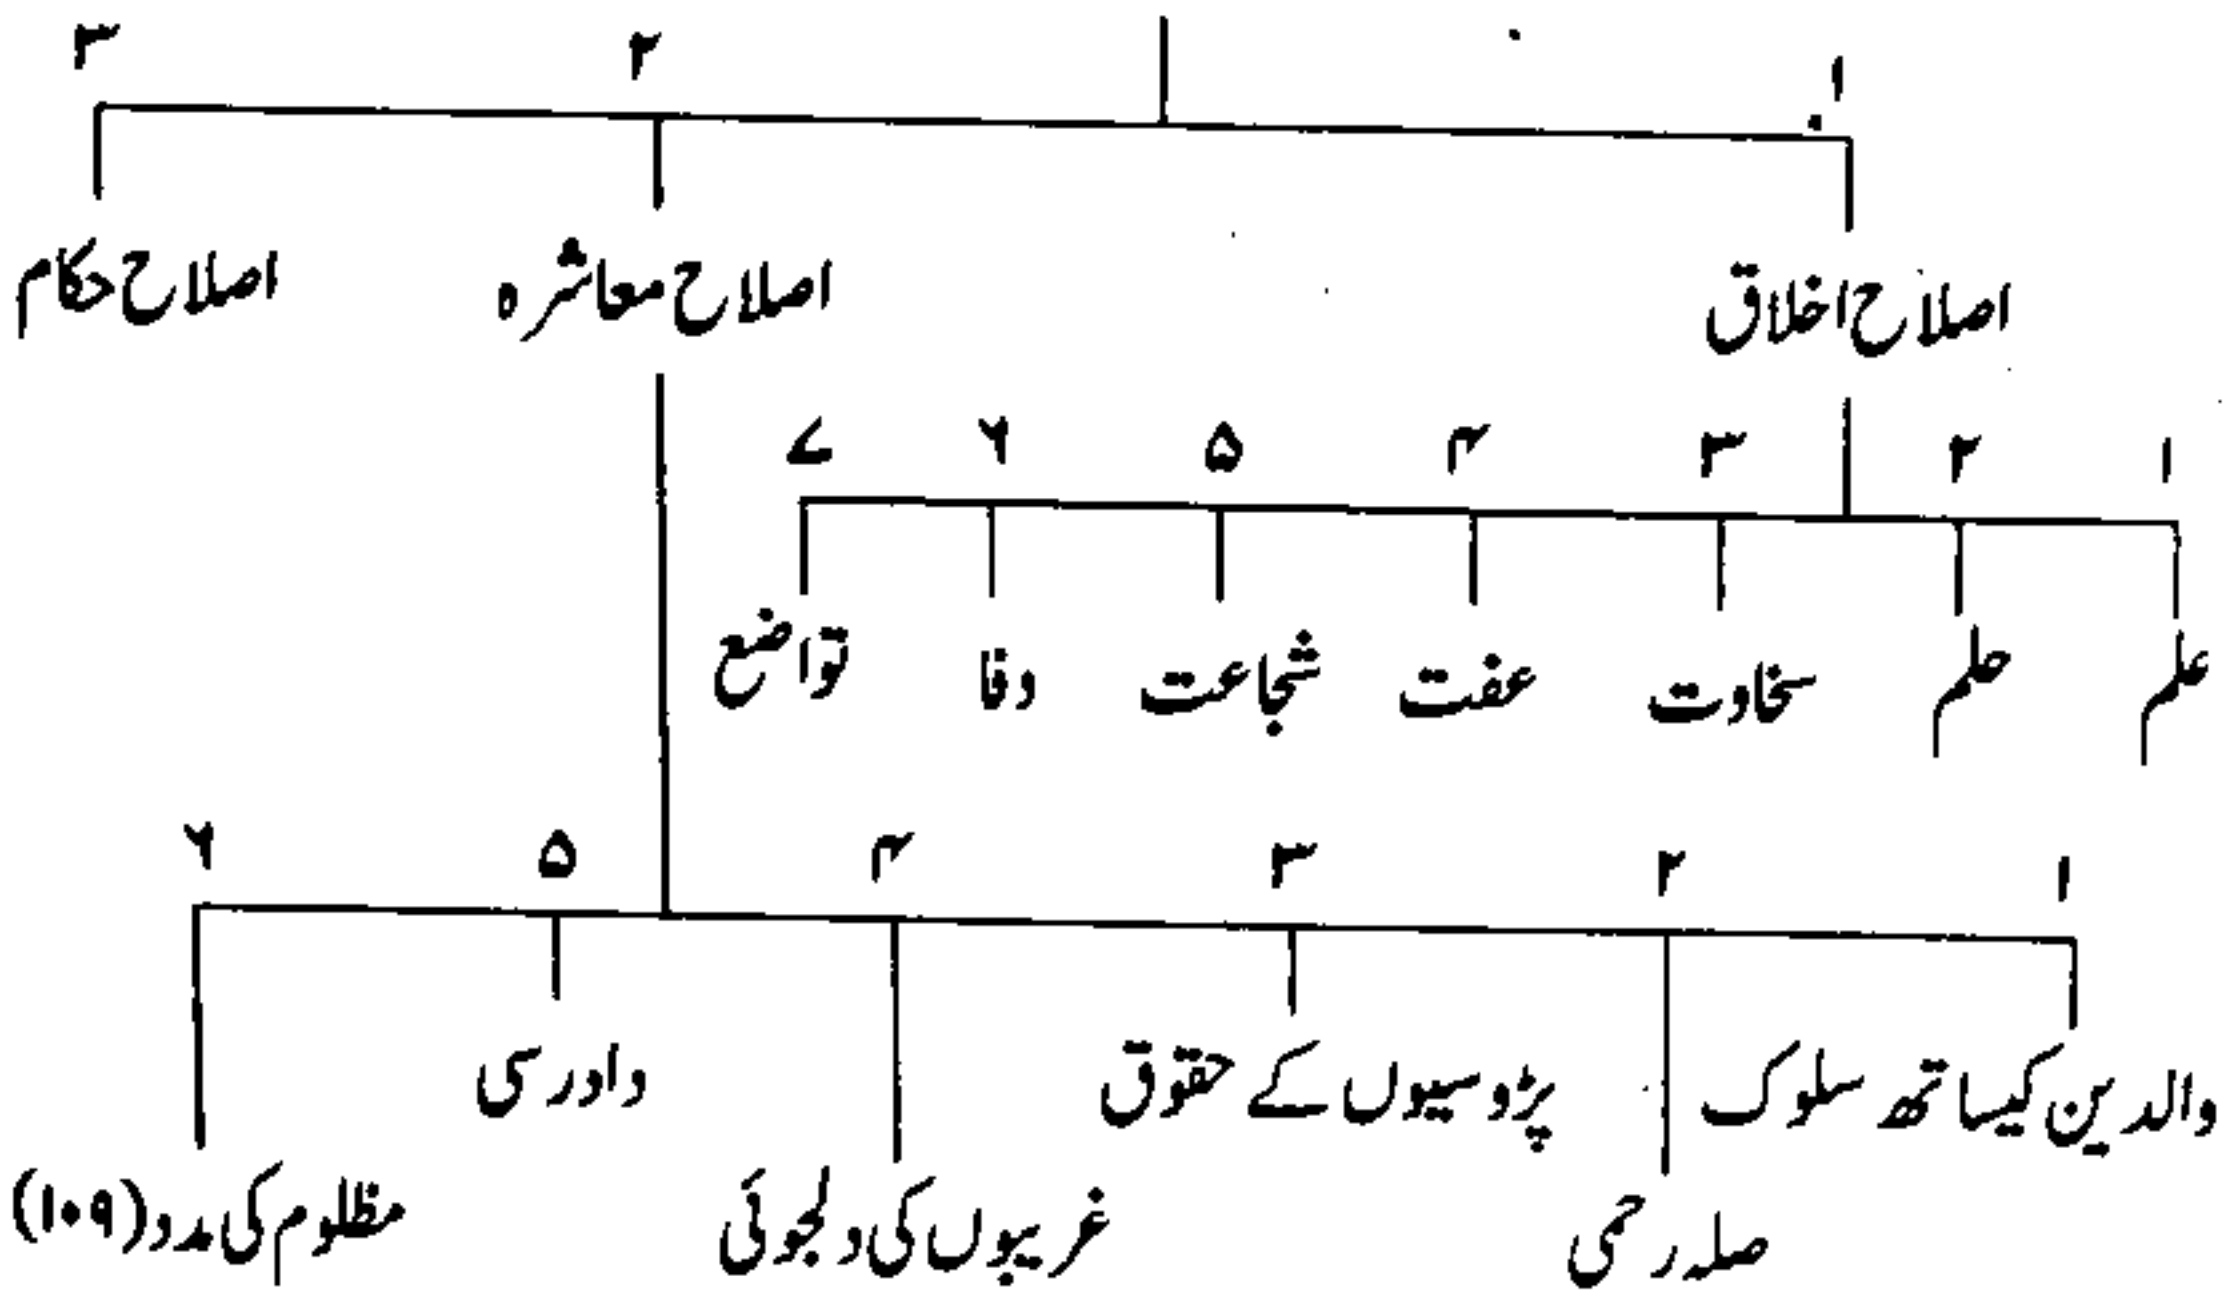 ۱ ۲ ۳
اصلاح اخلاق اصلاح معاشرہ اصلاح حکام
۱ ۲ ۳ ۴ ۵ ۶ ۷
علم حلم سخاوت عفت شجاعت وفا تواضع
۱ ۲ ۳ ۴ ۵ ۶
والدین کیساتھ سلوک پڑوسیوں کے حقوق دادرسی
صلہ رحمی غریبوں کی دلجوئی مظلوم کی مدد (۱۰۹)